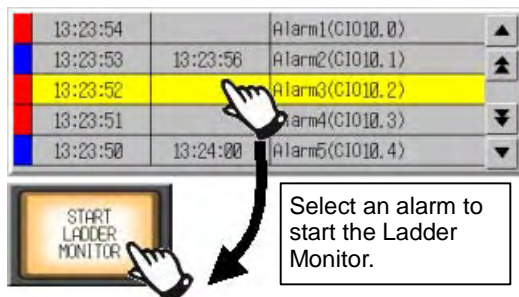 13:23:54 Alarm1(CIO10.0)
13:23:53 13:23:56 Alarm2(CIO10.1)
13:23:52 Alarm3(CIO10.2)
13:23:51 larm4(CIO10.3)
13:23:50 13:24:00 Alarm5(CIO10.4)
START
LADDER
MONITOR
Select an alarm to
start the Ladder
Monitor.